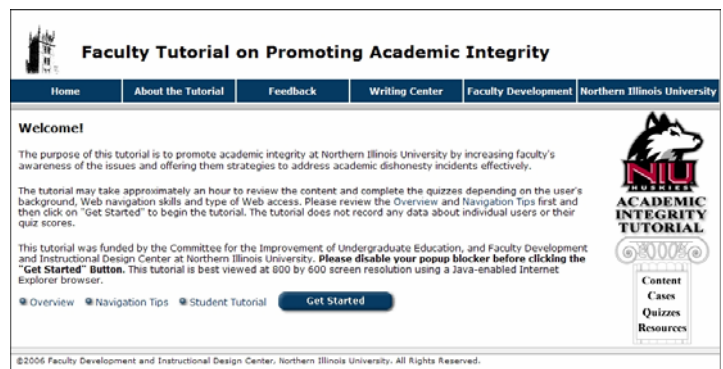 Faculty Tutorial on Promoting Academic Integrity
Home About the Tutorial Feedback Writing Center Faculty Development Northern Illinois University
Welcome!
The purpose of this tutorial is to promote academic integrity at Northern Illinois University by increasing faculty's
awareness of the issues and offering them strategies to address academic dishonesty incidents effectively.
The tutorial may take approximately an hour to review the content and complete the quizzes depending on the user's
background, Web navigation skills and type of Web access. Please review the Overview and Navigation Tips first and
then click on "Get Started" to begin the tutorial. The tutorial does not record any data about individual users or their
quiz scores.
This tutorial was funded by the Committee for the Improvement of Undergraduate Education, and Faculty Development
and Instructional Design Center at Northern Illinois University. Please disable your popup blocker before clicking the
"Get Started" Button. This tutorial is best viewed at 800 by 600 screen resolution using a Java-enabled Internet
Explorer browser.
Overview Navigation Tips Student Tutorial Get Started
NIU
HUSKIES
ACADEMIC
INTEGRITY
TUTORIAL
Content
Cases
Quizzes
Resources
©2006 Faculty Development and Instructional Design Center, Northern Illinois University. All Rights Reserved.